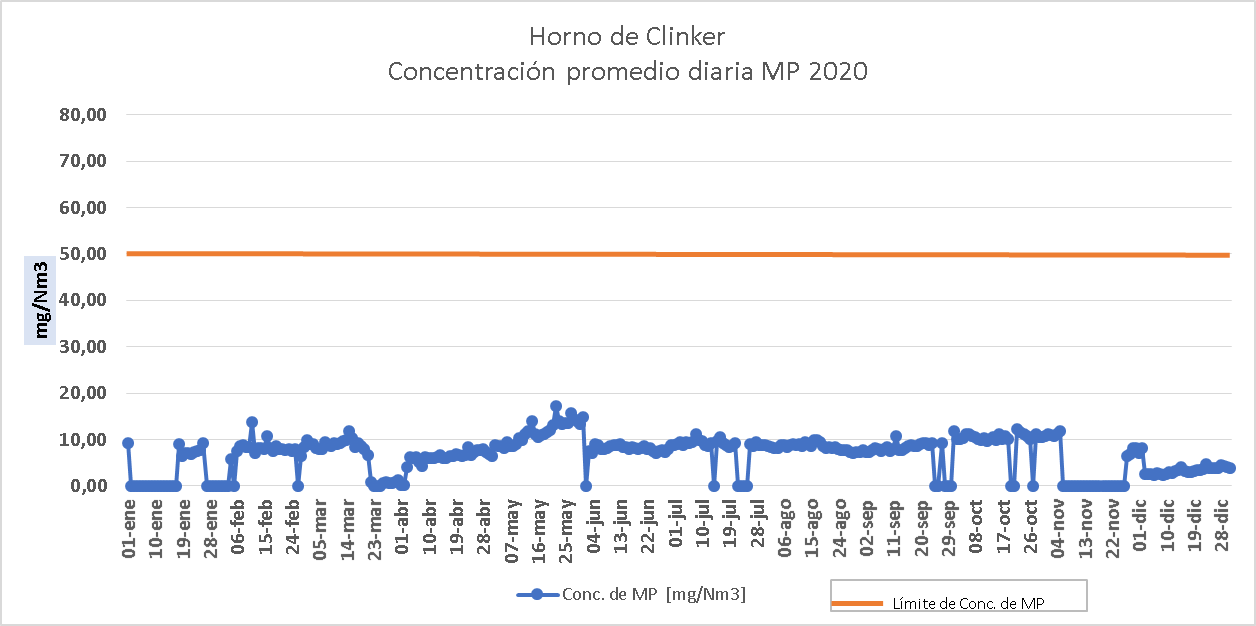 Horno de Clinker
Concentración promedio diaria MP 2020
80,00
70,00
60,00
50,00
40,00
30,00
20,00
10,00
0,00
mg/Nm3
01-ene
10-ene
19-ene
28-ene
06-feb
15-feb
24-feb
05-mar
14-mar
23-mar
01-abr
10-abr
19-abr
28-abr
07-may
16-may
25-may
04-jun
13-jun
22-jun
01-jul
10-jul
19-jul
28-jul
06-ago
15-ago
24-ago
02-sep
11-sep
20-sep
29-sep
08-oct
17-oct
26-oct
04-nov
13-nov
22-nov
01-dic
10-dic
19-dic
28-dic
Conc. de MP [mg/Nm3]
Límite de Conc. de MP